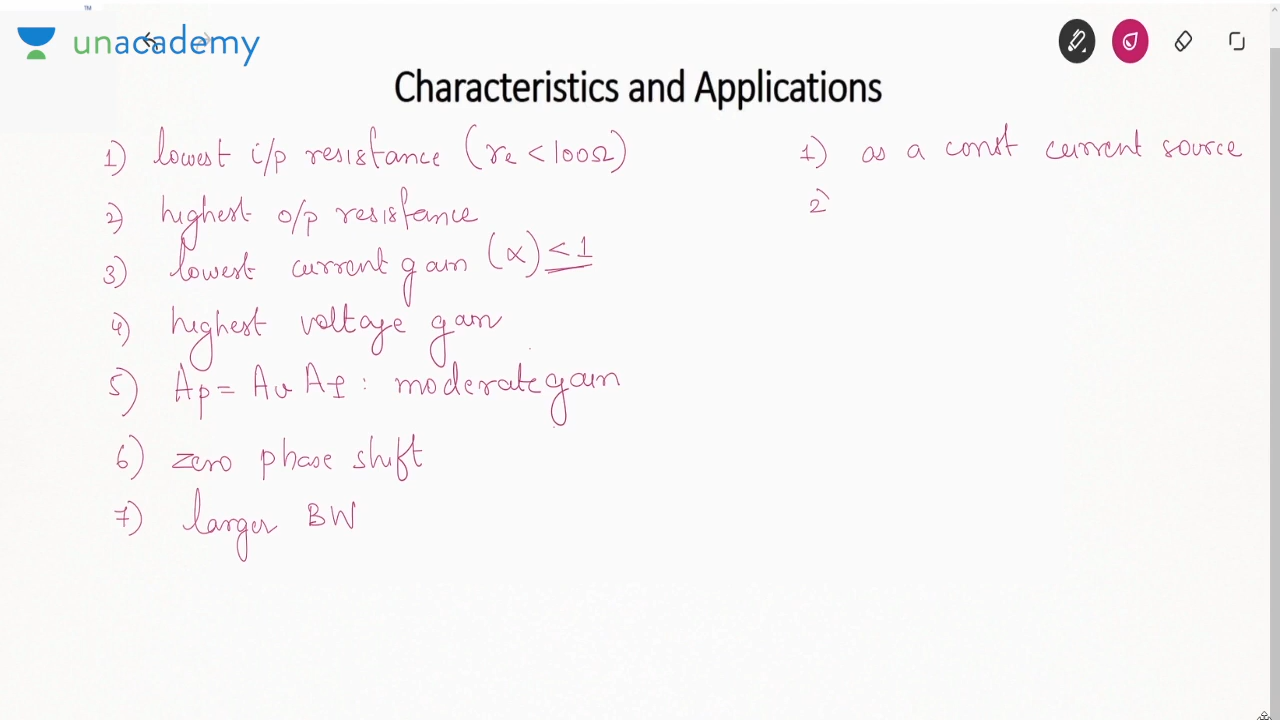 ™
unacademy
Characteristics and Applications
1) lowest i/p resistance (re < 100Ω)
2) highest o/p resistance
3) lowest current gain (α) < 1
4) highest voltage gain
5) Ap = Av AI : moderate gain
6) zero phase shift
7) larger BW
1) as a const current source
2)